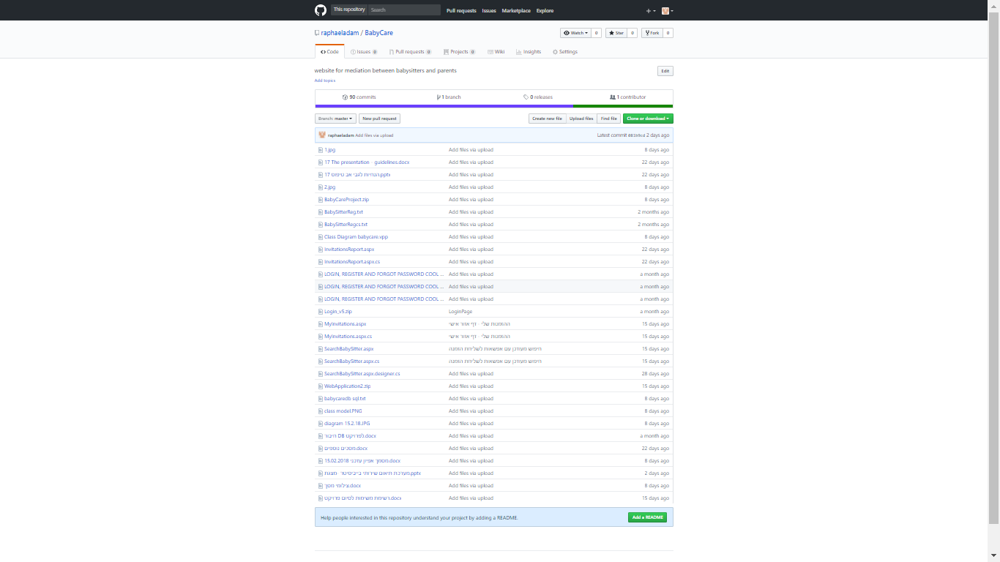 This repository Search Pull requests Issues Marketplace Explore
raphaeladam / BabyCare Watch 0 Star 0 Fork 0
Code Issues 0 Pull requests 0 Projects 0 Wiki Insights Settings
website for mediation between babysitters and parents Edit
Add topics
90 commits 1 branch 0 releases 1 contributor
Branch: master New pull request Create new file Upload files Find file Clone or download
raphaeladam Add files via upload Latest commit 2 days ago
1.jpg Add files via upload 8 days ago
17 The presentation - guidelines.docx Add files via upload 22 days ago
17 הנחיות לגבי אב טיפוס.pptx Add files via upload 22 days ago
2.jpg Add files via upload 8 days ago
BabyCareProject.zip Add files via upload 8 days ago
BabySitterReg.txt Add files via upload 2 months ago
BabySitterRegcs.txt Add files via upload 2 months ago
Class Diagram babycare.vpp Add files via upload 8 days ago
InvitationsReport.aspx Add files via upload 22 days ago
InvitationsReport.aspx.cs Add files via upload 22 days ago
LOGIN, REGISTER AND FORGOT PASSWORD COOL ... Add files via upload a month ago
LOGIN, REGISTER AND FORGOT PASSWORD COOL ... Add files via upload a month ago
LOGIN, REGISTER AND FORGOT PASSWORD COOL ... Add files via upload a month ago
Login_v5.zip LoginPage a month ago
MyInvitations.aspx ההזמנות שלי - דף אזור אישי 15 days ago
MyInvitations.aspx.cs ההזמנות שלי - דף אזור אישי 15 days ago
SearchBabySitter.aspx חיפוש מעודכן עם אפשאות לשליחת הזמנה 15 days ago
SearchBabySitter.aspx.cs חיפוש מעודכן עם אפשאות לשליחת הזמנה 15 days ago
SearchBabySitter.aspx.designer.cs Add files via upload 28 days ago
WebApplication2.zip Add files via upload 15 days ago
babycaredb sql.txt Add files via upload 8 days ago
class model.PNG Add files via upload 8 days ago
diagram 15.2.18.JPG Add files via upload 8 days ago
חיבור DB לפרויקט.docx Add files via upload a month ago
מסכים נוספים.docx Add files via upload 22 days ago
מסמך אפיון עדכני 15.02.2018.docx Add files via upload 8 days ago
מערכת תיאום שירותי בייביסיטר - מצגת.pptx Add files via upload 2 days ago
צילומי מסך.docx Add files via upload 8 days ago
רשימת משימות לסיום פרויקט.docx Add files via upload 15 days ago
Help people interested in this repository understand your project by adding a README. Add a README